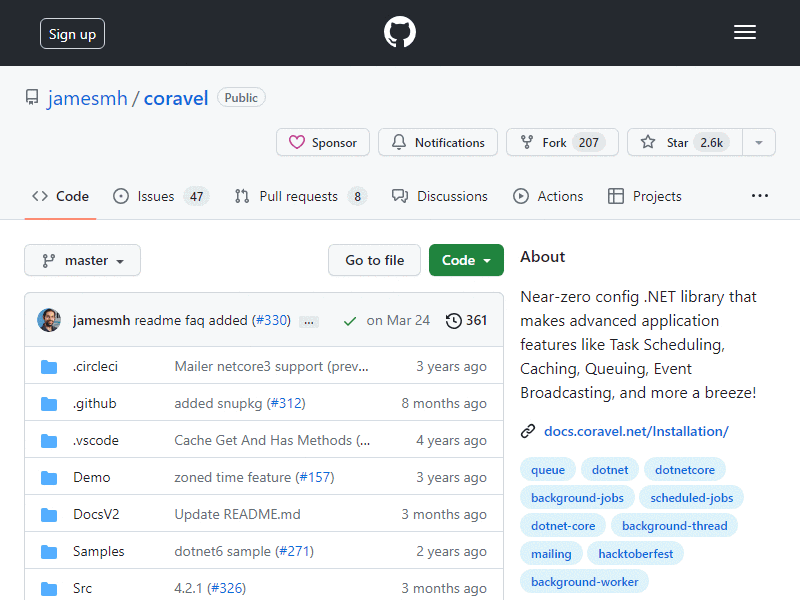 Sign up
jamesmh / coravel Public
Sponsor Notifications Fork 207 Star 2.6k
Code Issues 47 Pull requests 8 Discussions Actions Projects ...
master Go to file Code
jamesmh readme faq added (#330) ... on Mar 24 361
.circleci Mailer netcore3 support (prev... 3 years ago
.github added snupkg (#312) 8 months ago
.vscode Cache Get And Has Methods (... 4 years ago
Demo zoned time feature (#157) 3 years ago
DocsV2 Update README.md 3 months ago
Samples dotnet6 sample (#271) 2 years ago
Src 4.2.1 (#326) 3 months ago
About
Near-zero config .NET library that
makes advanced application
features like Task Scheduling,
Caching, Queuing, Event
Broadcasting, and more a breeze!
docs.coravel.net/Installation/
queue dotnet dotnetcore
background-jobs scheduled-jobs
dotnet-core background-thread
mailing hacktoberfest
background-worker